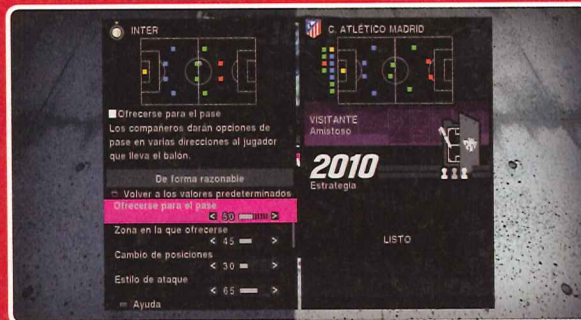 INTER
Ofrecerse para el pase
Los compañeros darán opciones de
pase en varias direcciones al jugador
que lleva el balón.
De forma razonable
Volver a los valores predeterminados
Ofrecerse para el pase
< 50 >
Zona en la que ofrecerse
< 45 >
Cambio de posiciones
< 30 >
Estilo de ataque
< 65 >
Ayuda
C. ATLÉTICO MADRID
VISITANTE
Amistoso
2010
Estrategia
LISTO